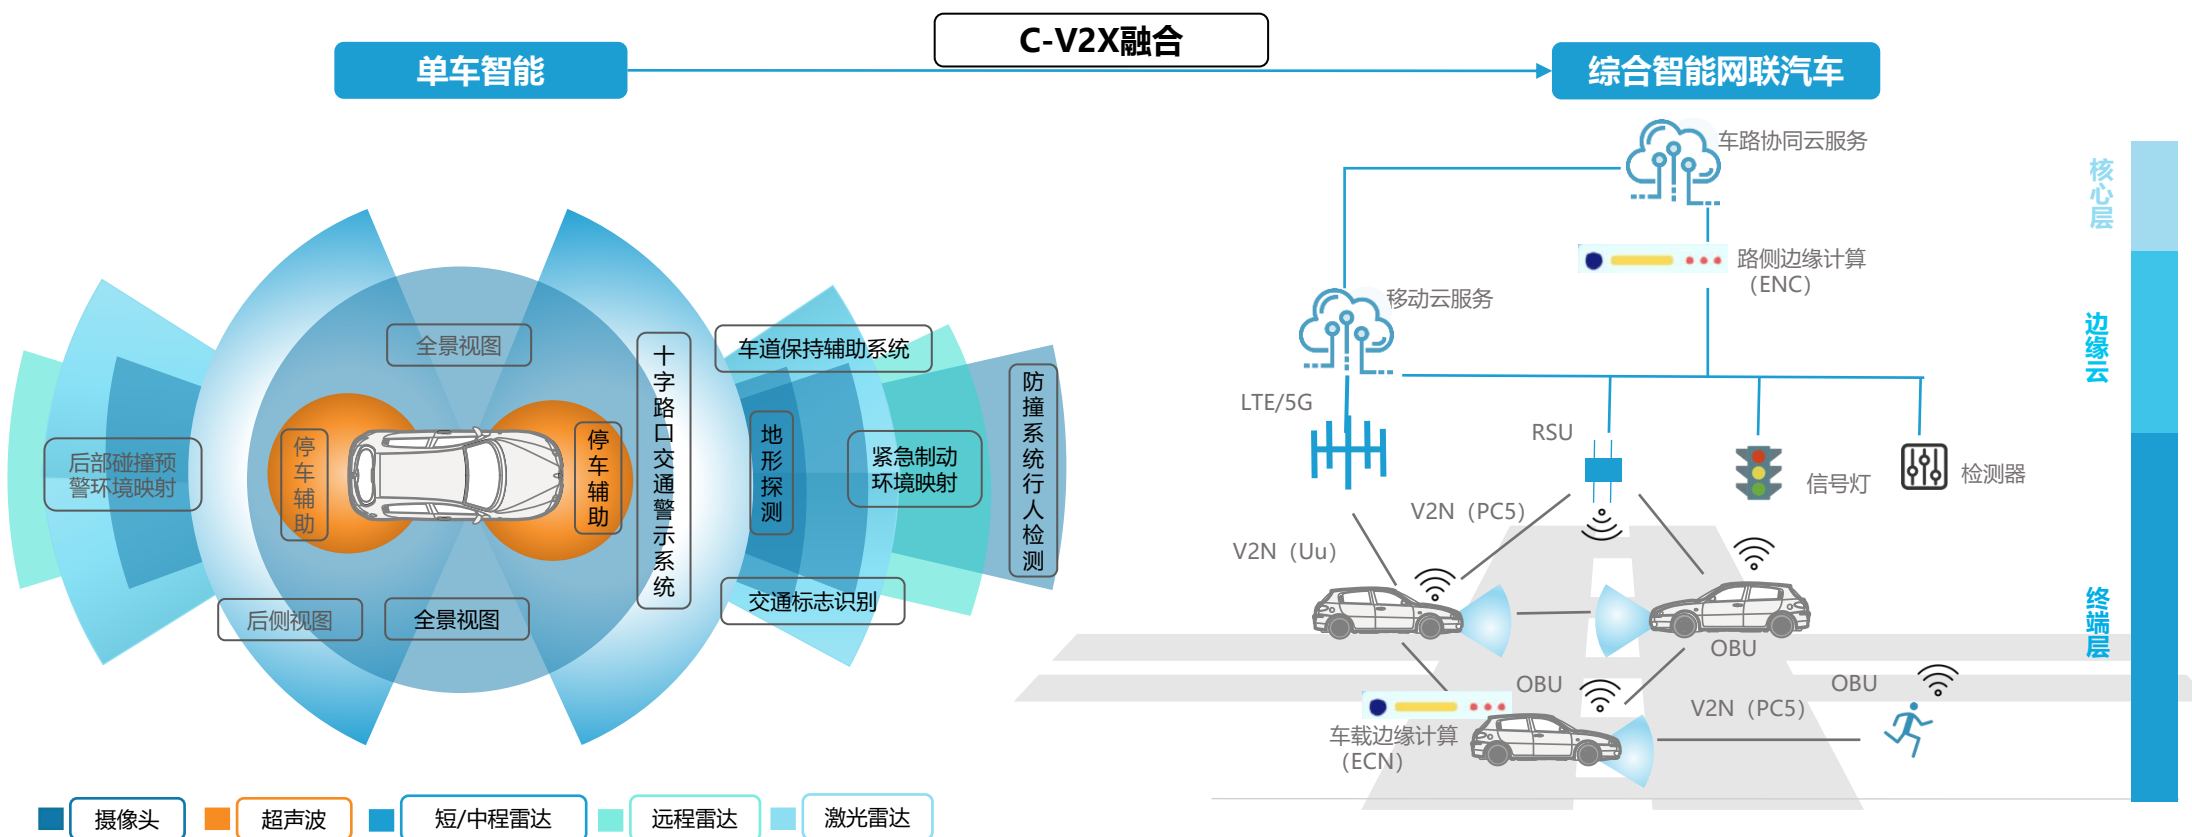 C-V2X融合
单车智能
综合智能网联汽车
车路协同云服务
核心层
路侧边缘计算
（ENC）
移动云服务
边缘云
全景视图
十字路口交通警示系统
车道保持辅助系统
防撞系统行人检测
LTE/5G
RSU
信号灯
检测器
后部碰撞预
警环境映射
停车辅助
停车辅助
地形探测
紧急制动
环境映射
V2N（PC5）
V2N（Uu）
后侧视图
全景视图
交通标志识别
终端层
OBU
OBU
OBU
V2N（PC5）
车载边缘计算
（ECN）
摄像头
超声波
短/中程雷达
远程雷达
激光雷达